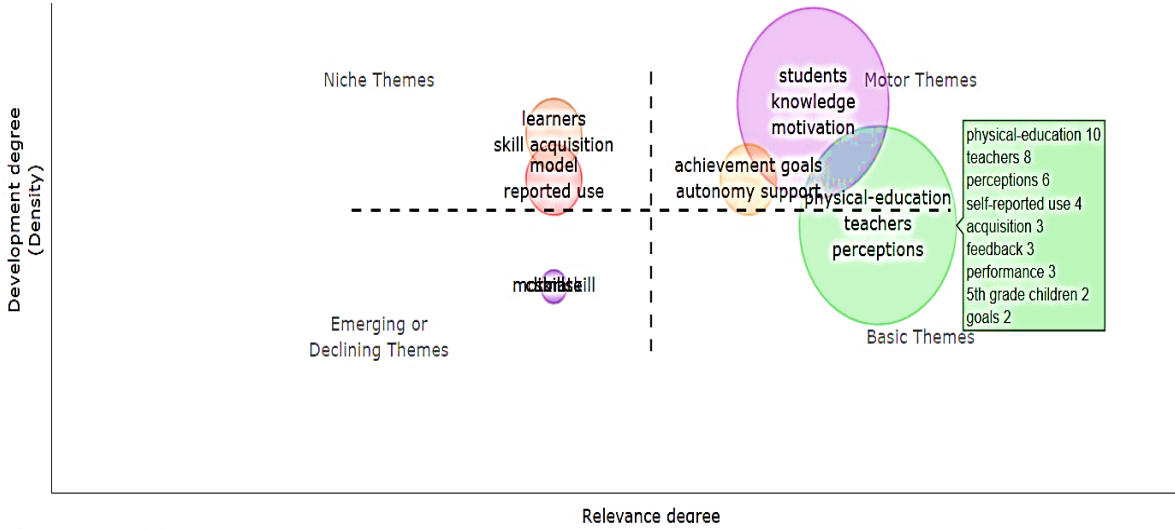 Niche Themes
Motor Themes
students
knowledge
motivation
learners
skill acquisition
model
reported use
achievement goals
autonomy support
physical-education
teachers
perceptions
physical-education 10
teachers 8
perceptions 6
self-reported use 4
acquisition 3
feedback 3
performance 3
5th grade children 2
goals 2
Emerging or
Declining Themes
Basic Themes
Development degree
(Density)
Relevance degree